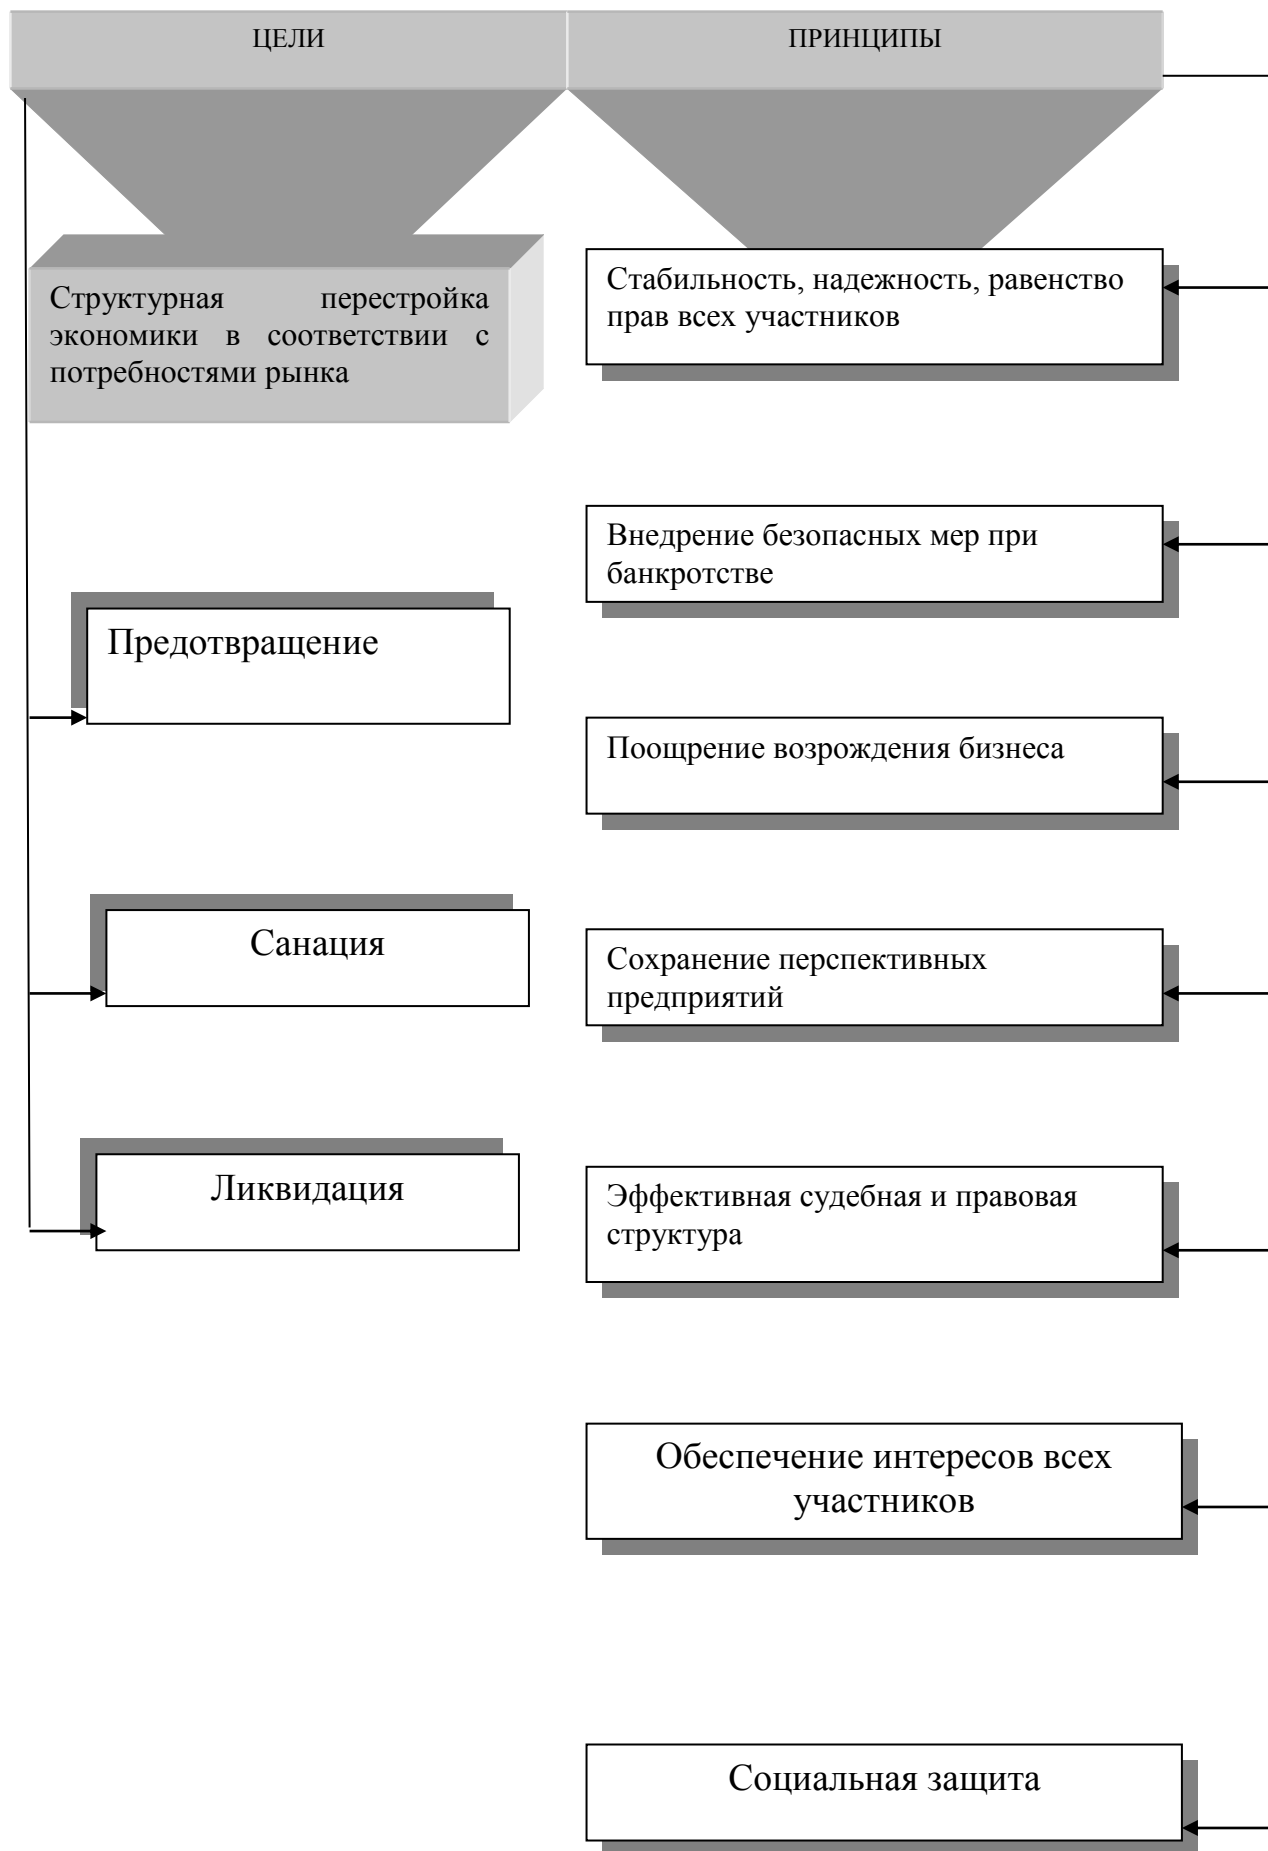 ЦЕЛИ
ПРИНЦИПЫ
Структурная перестройка
экономики в соответствии с
потребностями рынка
Предотвращение
Санация
Ликвидация
Стабильность, надежность, равенство
прав всех участников
Внедрение безопасных мер при
банкротстве
Поощрение возрождения бизнеса
Сохранение перспективных
предприятий
Эффективная судебная и правовая
структура
Обеспечение интересов всех
участников
Социальная защита